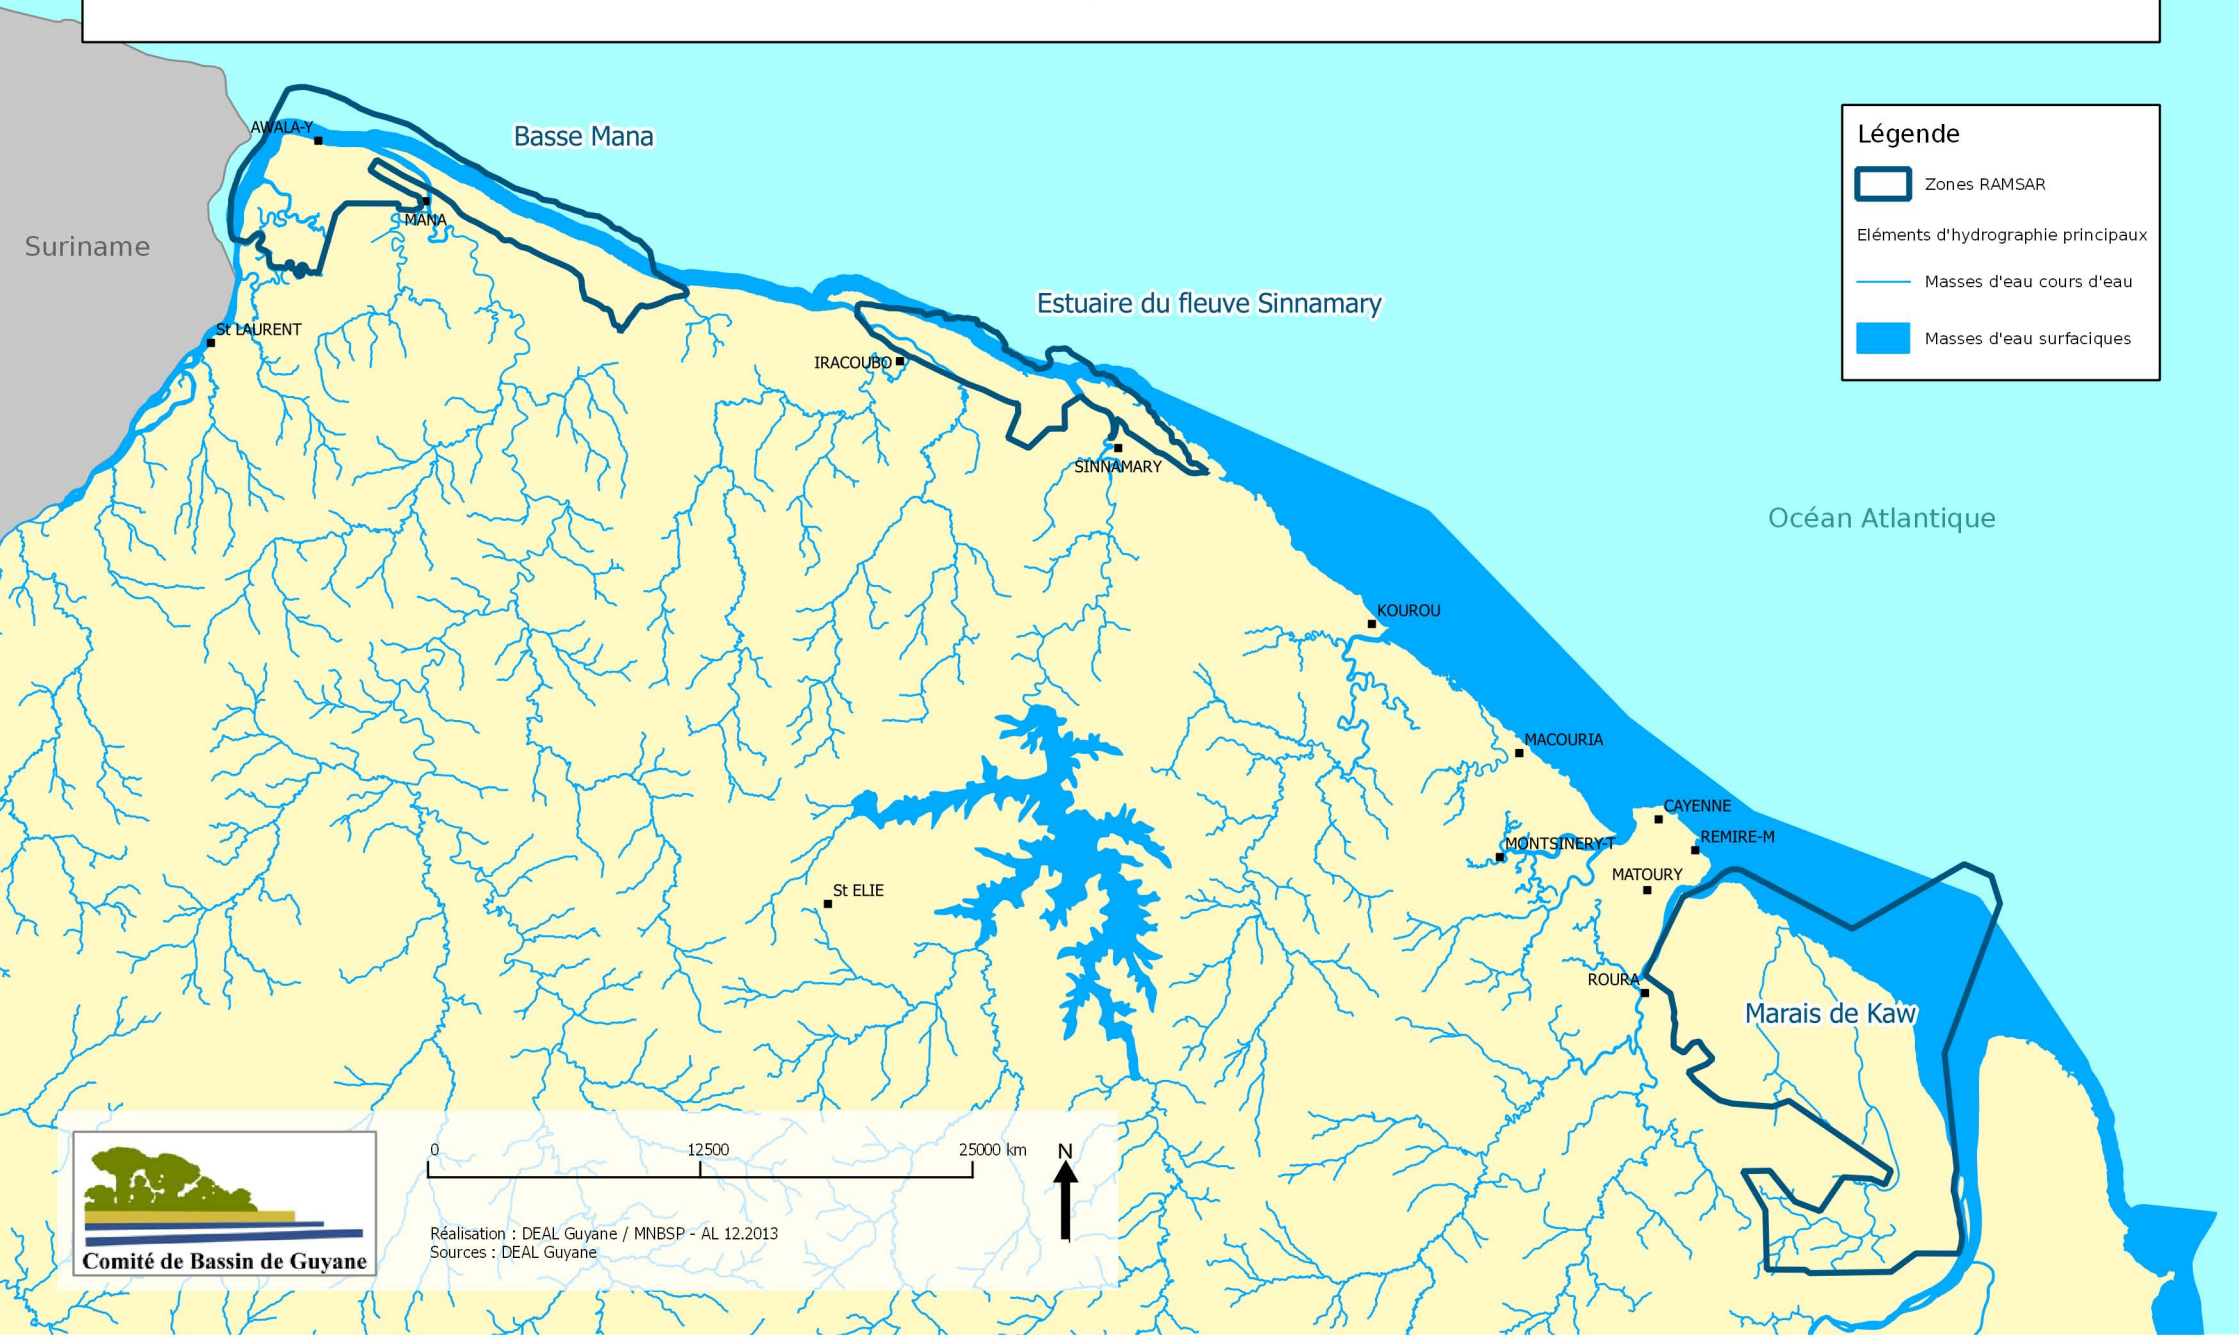 Légende
Zones RAMSAR
Eléments d'hydrographie principaux
Masses d'eau cours d'eau
Masses d'eau surfaciques
AWALA-Y
Basse Mana
MANA
Suriname
Estuaire du fleuve Sinnamary
St LAURENT
IRACOUBO
SINNAMARY
Océan Atlantique
KOUROU
MACOURIA
CAYENNE
REMIRE-M
MONTSINERY-T
MATOURY
St ELIE
ROURA
Marais de Kaw
0 12500 25000 km
N
Réalisation : DEAL Guyane / MNBSP - AL 12.2013
Sources : DEAL Guyane
Comité de Bassin de Guyane